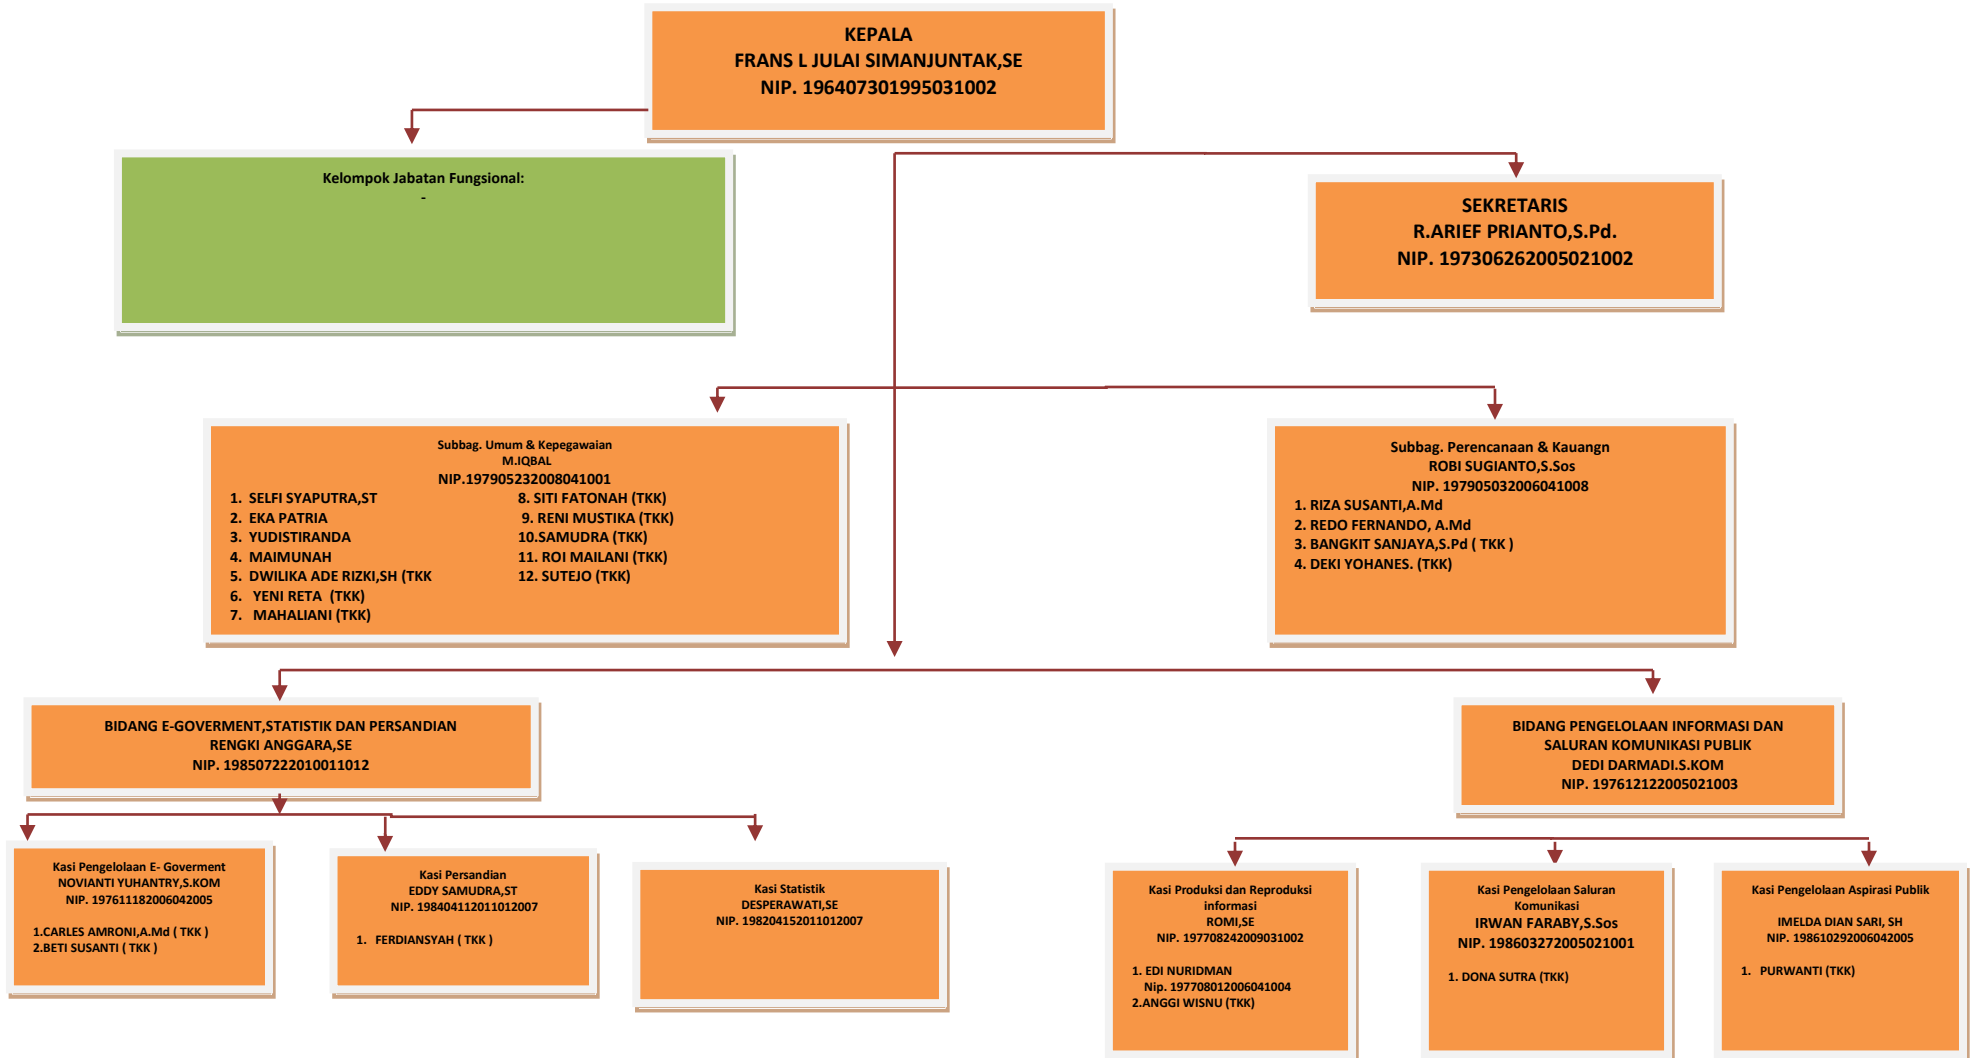 KEPALA
FRANS L JULAI SIMANJUNTAK,SE
NIP. 196407301995031002
Kelompok Jabatan Fungsional:
-
SEKRETARIS
R.ARIEF PRIANTO,S.Pd.
NIP. 197306262005021002
Subbag. Umum & Kepegawaian
M.IQBAL
NIP.197905232008041001
1. SELFI SYAPUTRA,ST
2. EKA PATRIA
3. YUDISTIRANDA
4. MAIMUNAH
5. DWILIKA ADE RIZKI,SH (TKK
6. YENI RETA (TKK)
7. MAHALIANI (TKK)
8. SITI FATONAH (TKK)
9. RENI MUSTIKA (TKK)
10.SAMUDRA (TKK)
11. ROI MAILANI (TKK)
12. SUTEJO (TKK)
Subbag. Perencanaan & Kauangn
ROBI SUGIANTO,S.Sos
NIP. 197905032006041008
1. RIZA SUSANTI,A.Md
2. REDO FERNANDO, A.Md
3. BANGKIT SANJAYA,S.Pd ( TKK )
4. DEKI YOHANES. (TKK)
BIDANG E-GOVERMENT,STATISTIK DAN PERSANDIAN
RENGKI ANGGARA,SE
NIP. 198507222010011012
BIDANG PENGELOLAAN INFORMASI DAN
SALURAN KOMUNIKASI PUBLIK
DEDI DARMADI.S.KOM
NIP. 197612122005021003
Kasi Pengelolaan E- Goverment
NOVIANTI YUHANTRY,S.KOM
NIP. 197611182006042005
1.CARLES AMRONI,A.Md ( TKK )
2.BETI SUSANTI ( TKK )
Kasi Persandian
EDDY SAMUDRA,ST
NIP. 198404112011012007
1. FERDIANSYAH ( TKK )
Kasi Statistik
DESPERAWATI,SE
NIP. 198204152011012007
Kasi Produksi dan Reproduksi
informasi
ROMI,SE
NIP. 197708242009031002
1. EDI NURIDMAN
Nip. 197708012006041004
2.ANGGI WISNU (TKK)
Kasi Pengelolaan Saluran
Komunikasi
IRWAN FARABY,S.Sos
NIP. 198603272005021001
1. DONA SUTRA (TKK)
Kasi Pengelolaan Aspirasi Publik
IMELDA DIAN SARI, SH
NIP. 198610292006042005
1. PURWANTI (TKK)